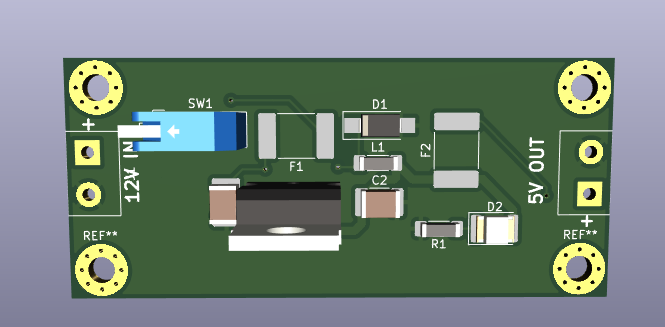 SW1
D1
+
L1
F1
F2
C2
12V IN
5V OUT
D2
REF**
R1
+
REF**